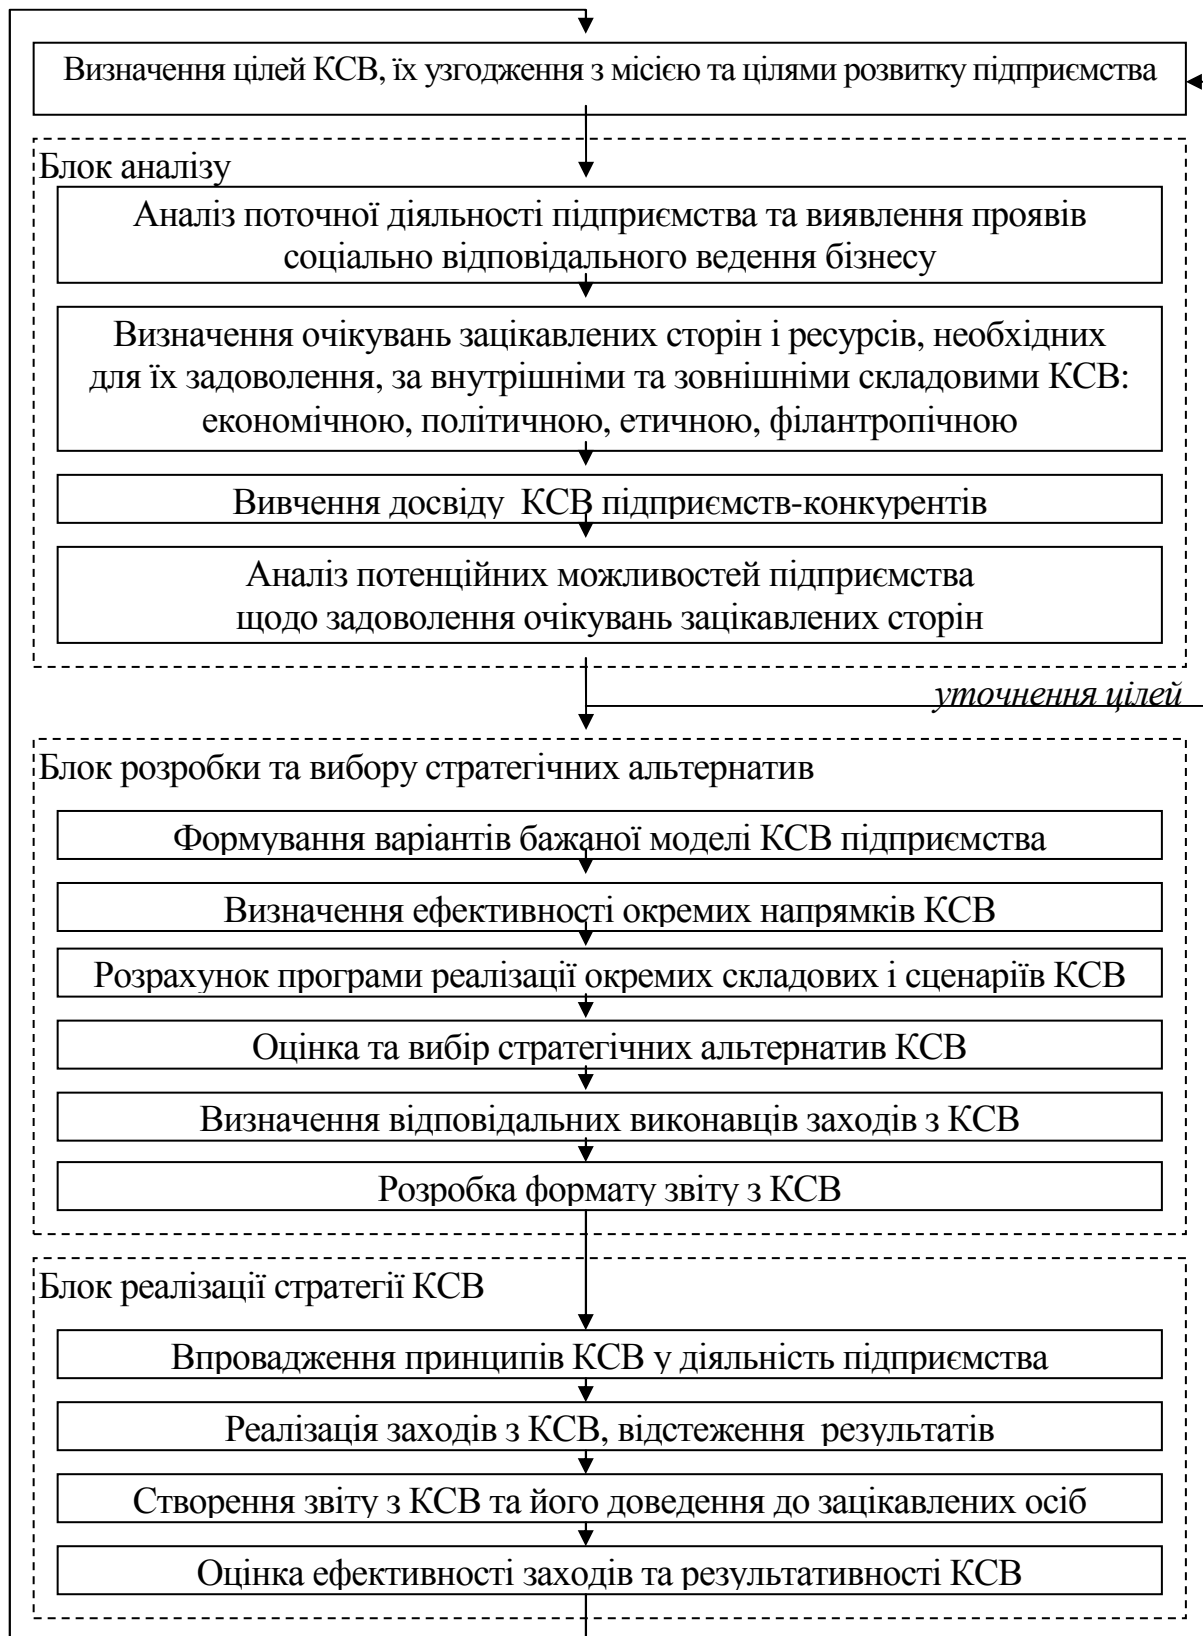 Визначення цілей КСВ, їх узгодження з місією та цілями розвитку підприємства
Блок аналізу
Аналіз поточної діяльності підприємства та виявлення проявів
соціально відповідального ведення бізнесу
Визначення очікувань зацікавлених сторін і ресурсів, необхідних
для їх задоволення, за внутрішніми та зовнішніми складовими КСВ:
економічною, політичною, етичною, філантропічною
Вивчення досвіду КСВ підприємств-конкурентів
Аналіз потенційних можливостей підприємства
щодо задоволення очікувань зацікавлених сторін
уточнення цілей
Блок розробки та вибору стратегічних альтернатив
Формування варіантів бажаної моделі КСВ підприємства
Визначення ефективності окремих напрямків КСВ
Розрахунок програми реалізації окремих складових і сценаріїв КСВ
Оцінка та вибір стратегічних альтернатив КСВ
Визначення відповідальних виконавців заходів з КСВ
Розробка формату звіту з КСВ
Блок реалізації стратегії КСВ
Впровадження принципів КСВ у діяльність підприємства
Реалізація заходів з КСВ, відстеження результатів
Створення звіту з КСВ та його доведення до зацікавлених осіб
Оцінка ефективності заходів та результативності КСВ